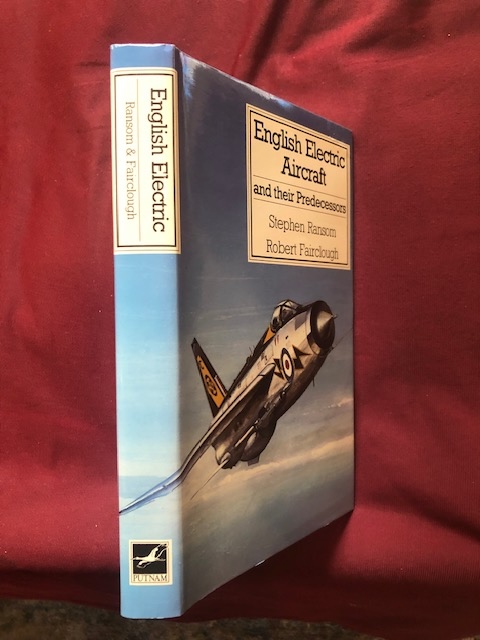 English Electric
Ransom & Fairclough
PUTNAM
English Electric
Aircraft
and their Predecessors
Stephen Ransom
Robert Fairclough